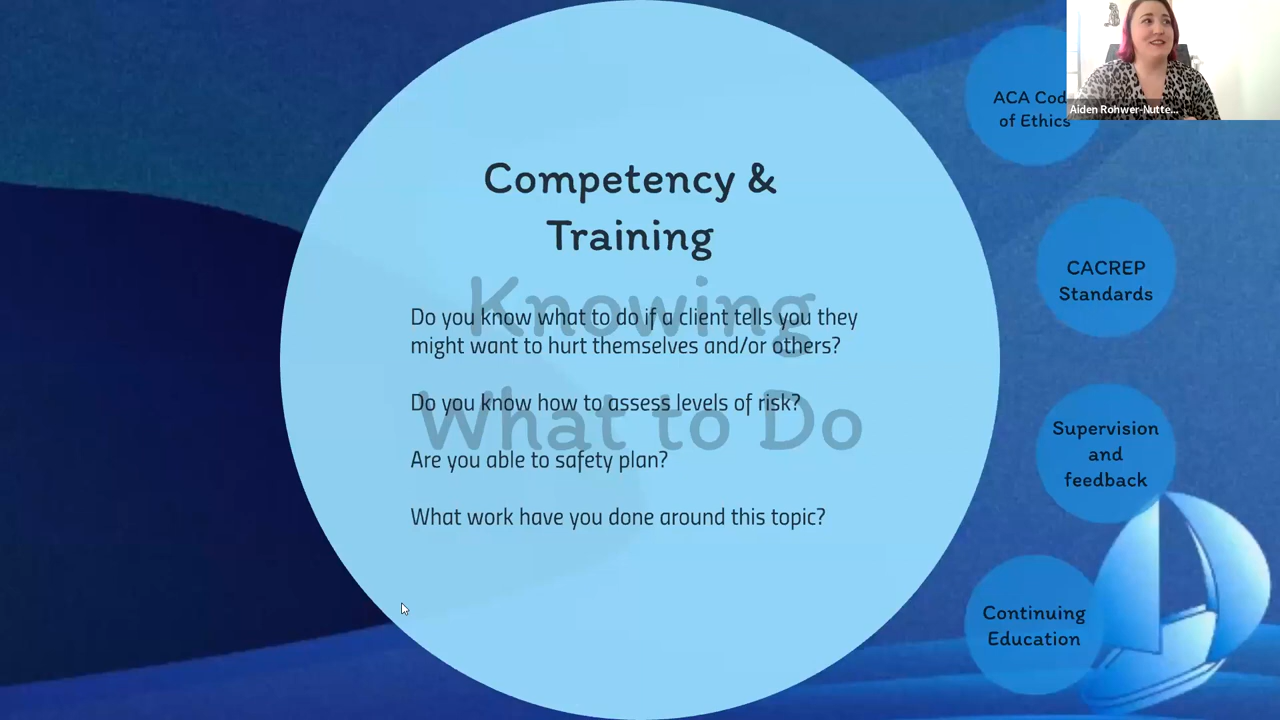 Competency &
Training
Knowing
What to Do
Do you know what to do if a client tells you they
might want to hurt themselves and/or others?
Do you know how to assess levels of risk?
Are you able to safety plan?
What work have you done around this topic?
ACA Code
of Ethics
CACREP
Standards
Supervision
and
feedback
Continuing
Education
Aiden Rohwer-Nutte...